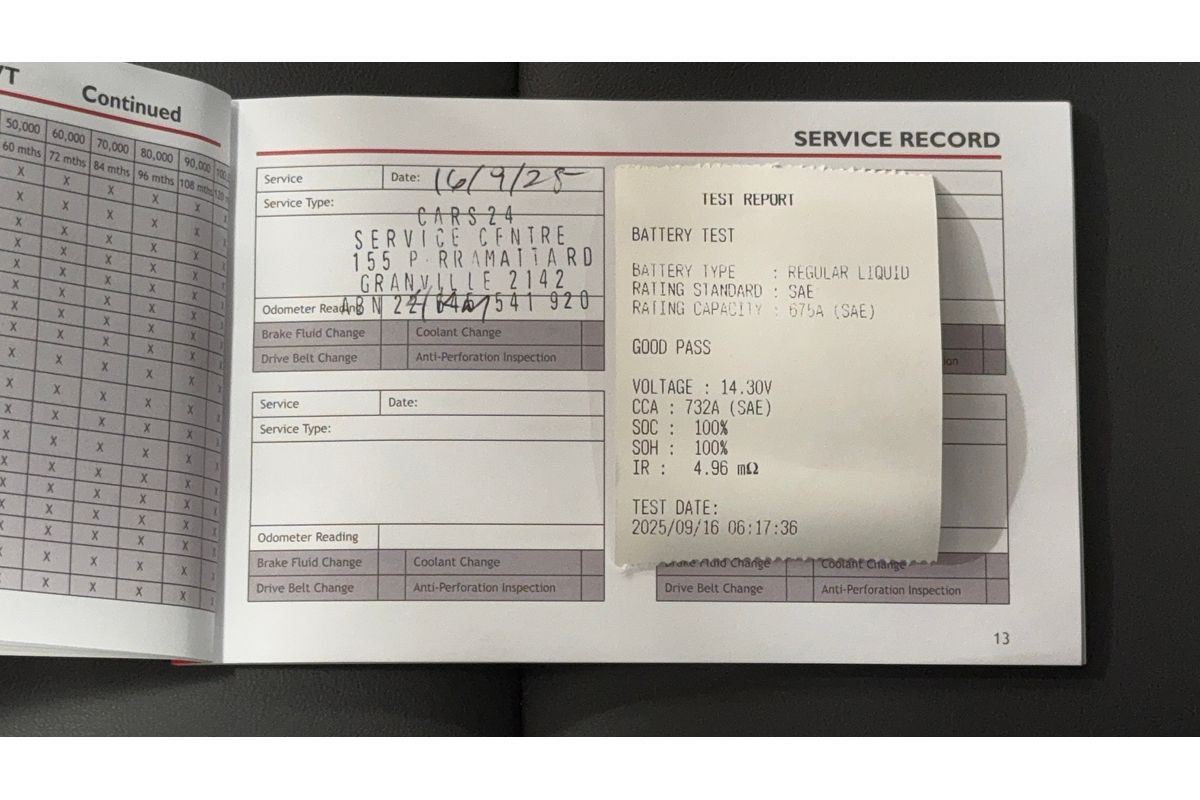 Continued
50,000 60,000 70,000 80,000 90,000
60 mths 72 mths 84 mths 96 mths 108 mths
SERVICE RECORD
Service Date: 16/9/25
Service Type:
CARS24
SERVICE CENTRE
155 P RRAMATTARD
GRANVILLE 2142
Odometer Reading
ABN 541 920
Brake Fluid Change Coolant Change
Drive Belt Change Anti-Perforation Inspection
Service Date:
Service Type:
Odometer Reading
Brake Fluid Change Coolant Change
Drive Belt Change Anti-Perforation Inspection
TEST REPORT
BATTERY TEST
BATTERY TYPE : REGULAR LIQUID
RATING STANDARD : SAE
RATING CAPACITY : 675A (SAE)
GOOD PASS
VOLTAGE : 14.30V
CCA : 732A (SAE)
SOC : 100%
SOH : 100%
IR : 4.96 mΩ
TEST DATE:
2025/09/16 06:17:36
Brake Fluid Change Coolant Change
Drive Belt Change Anti-Perforation Inspection
13